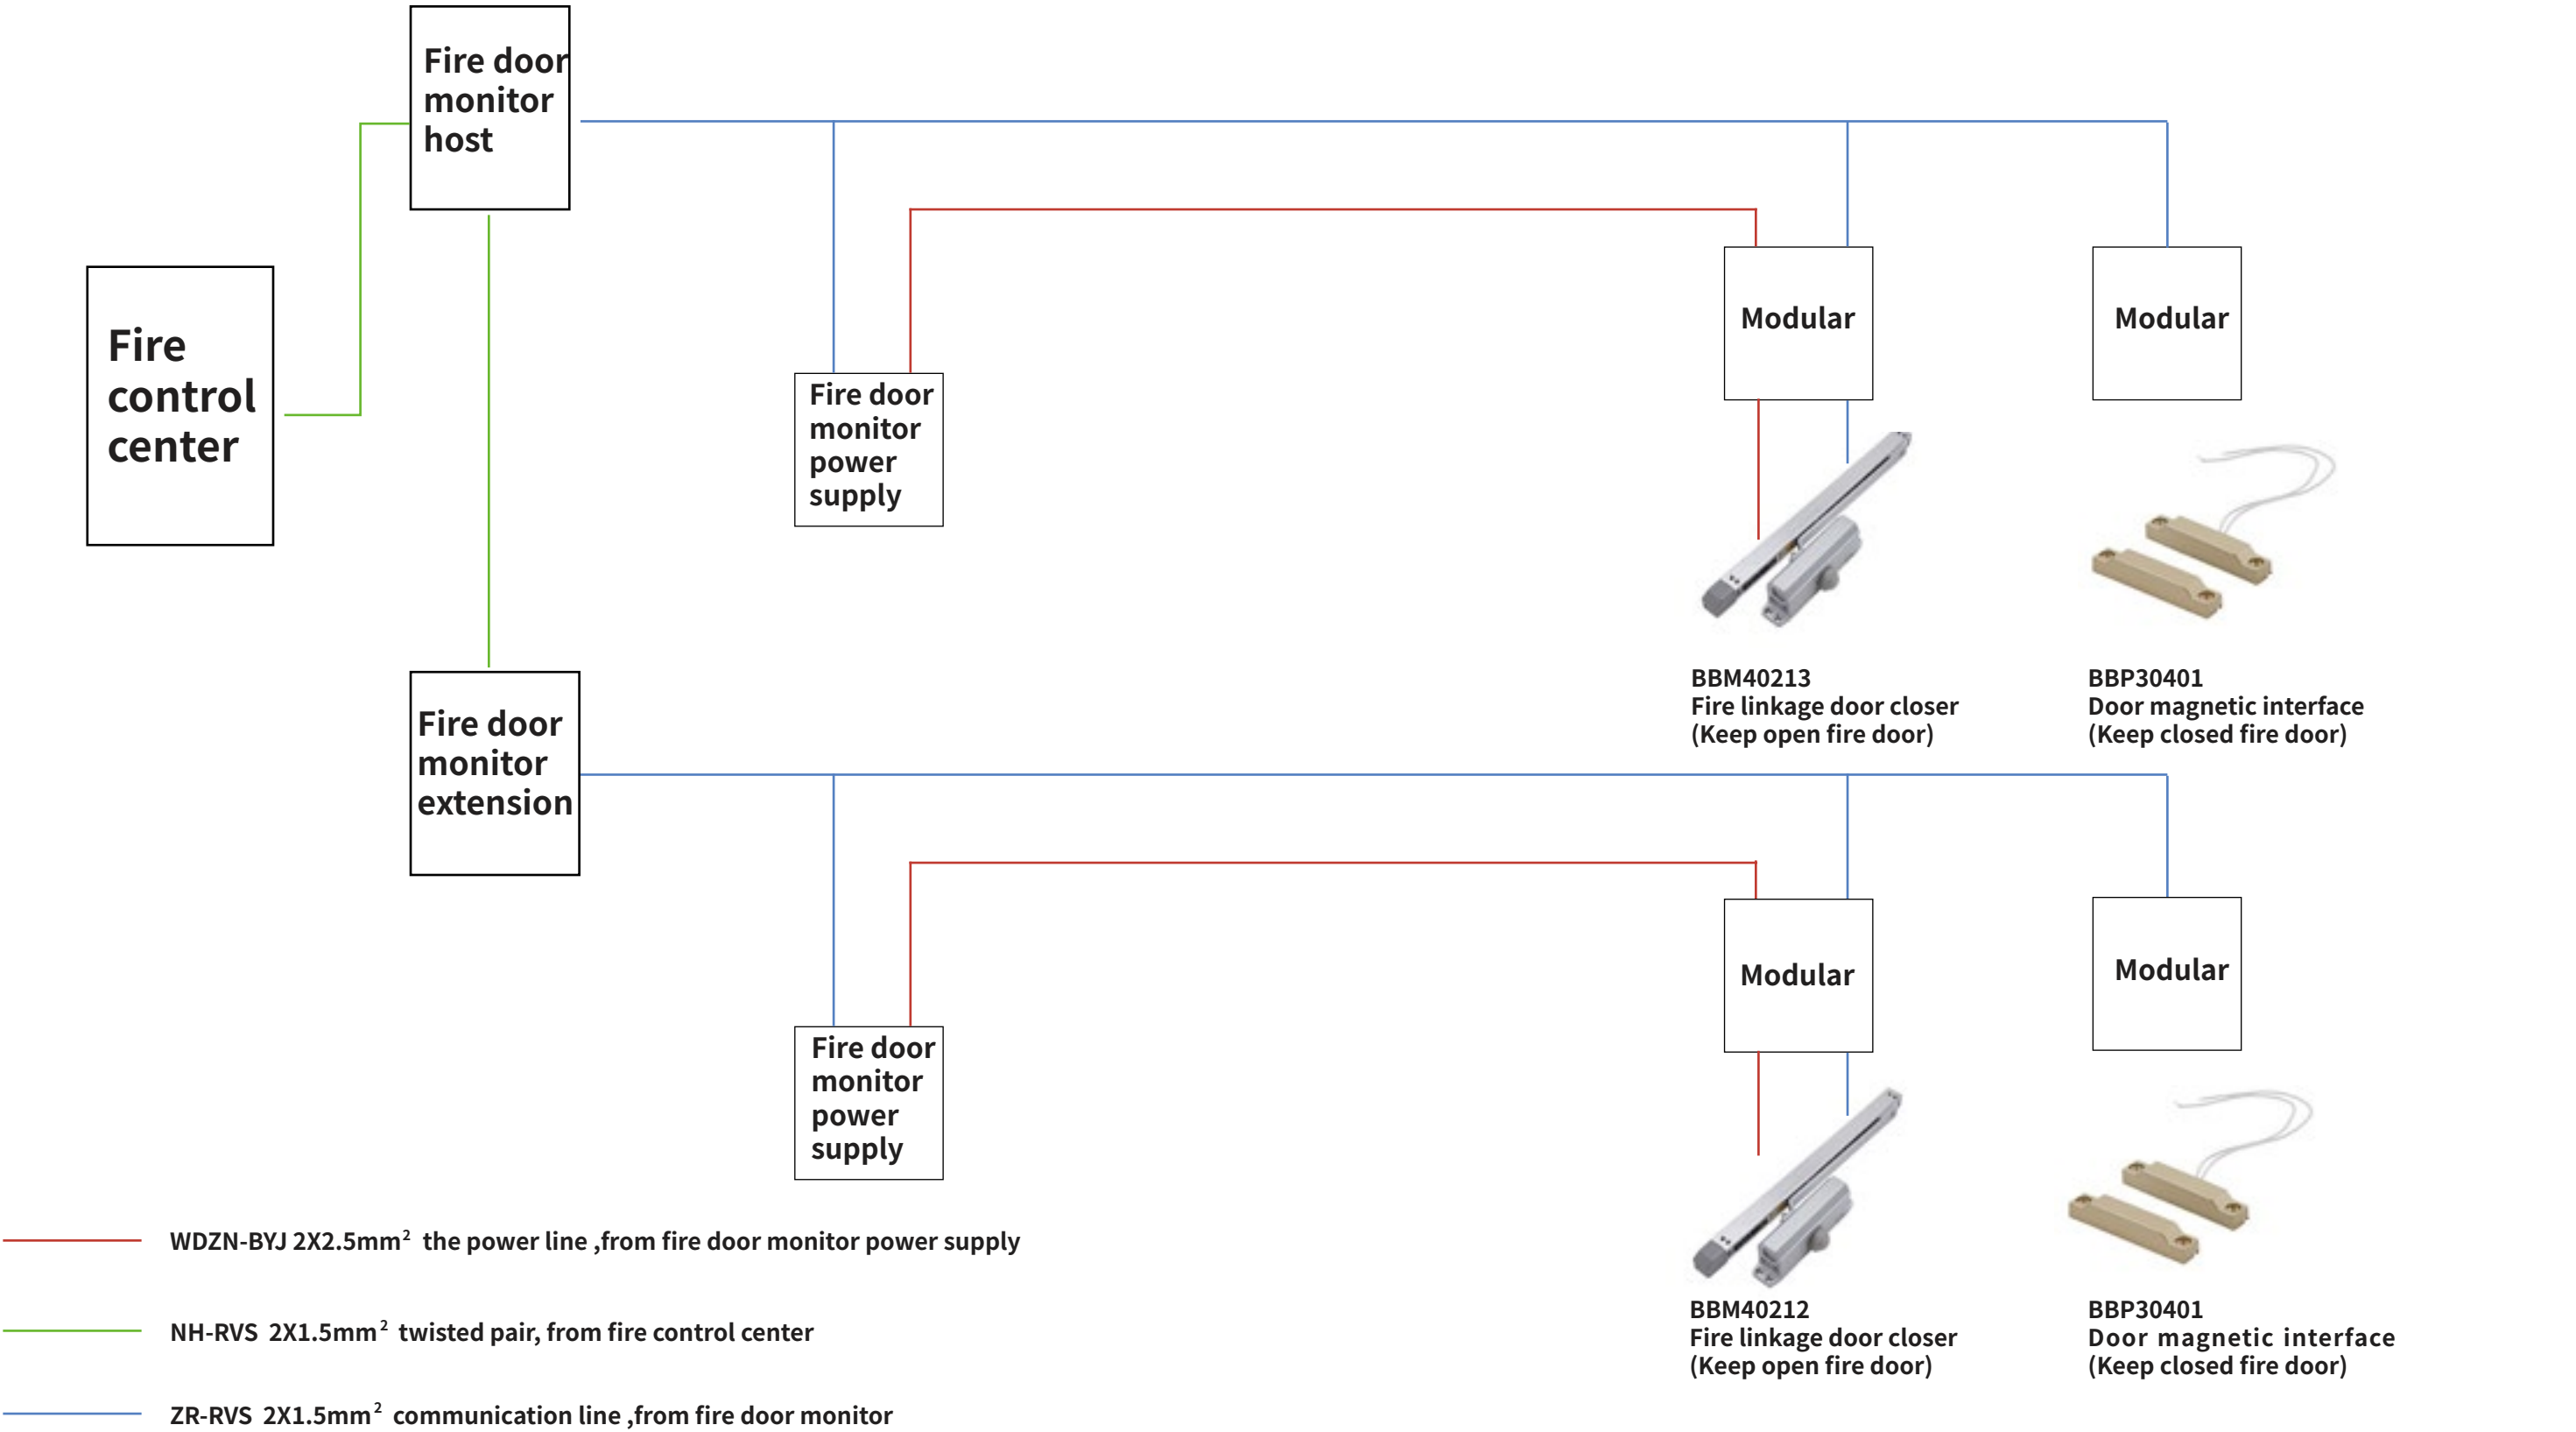 Fire door
monitor
host
Fire
control
center
Modular
Modular
Fire door
monitor
power
supply
BBM40213
Fire linkage door closer
(Keep open fire door)
BBP30401
Door magnetic interface
(Keep closed fire door)
Fire door
monitor
extension
Modular
Modular
Fire door
monitor
power
supply
BBM40212
Fire linkage door closer
(Keep open fire door)
BBP30401
Door magnetic interface
(Keep closed fire door)
WDZN-BYJ 2X2.5mm² the power line ,from fire door monitor power supply
NH-RVS 2X1.5mm² twisted pair, from fire control center
ZR-RVS 2X1.5mm² communication line ,from fire door monitor